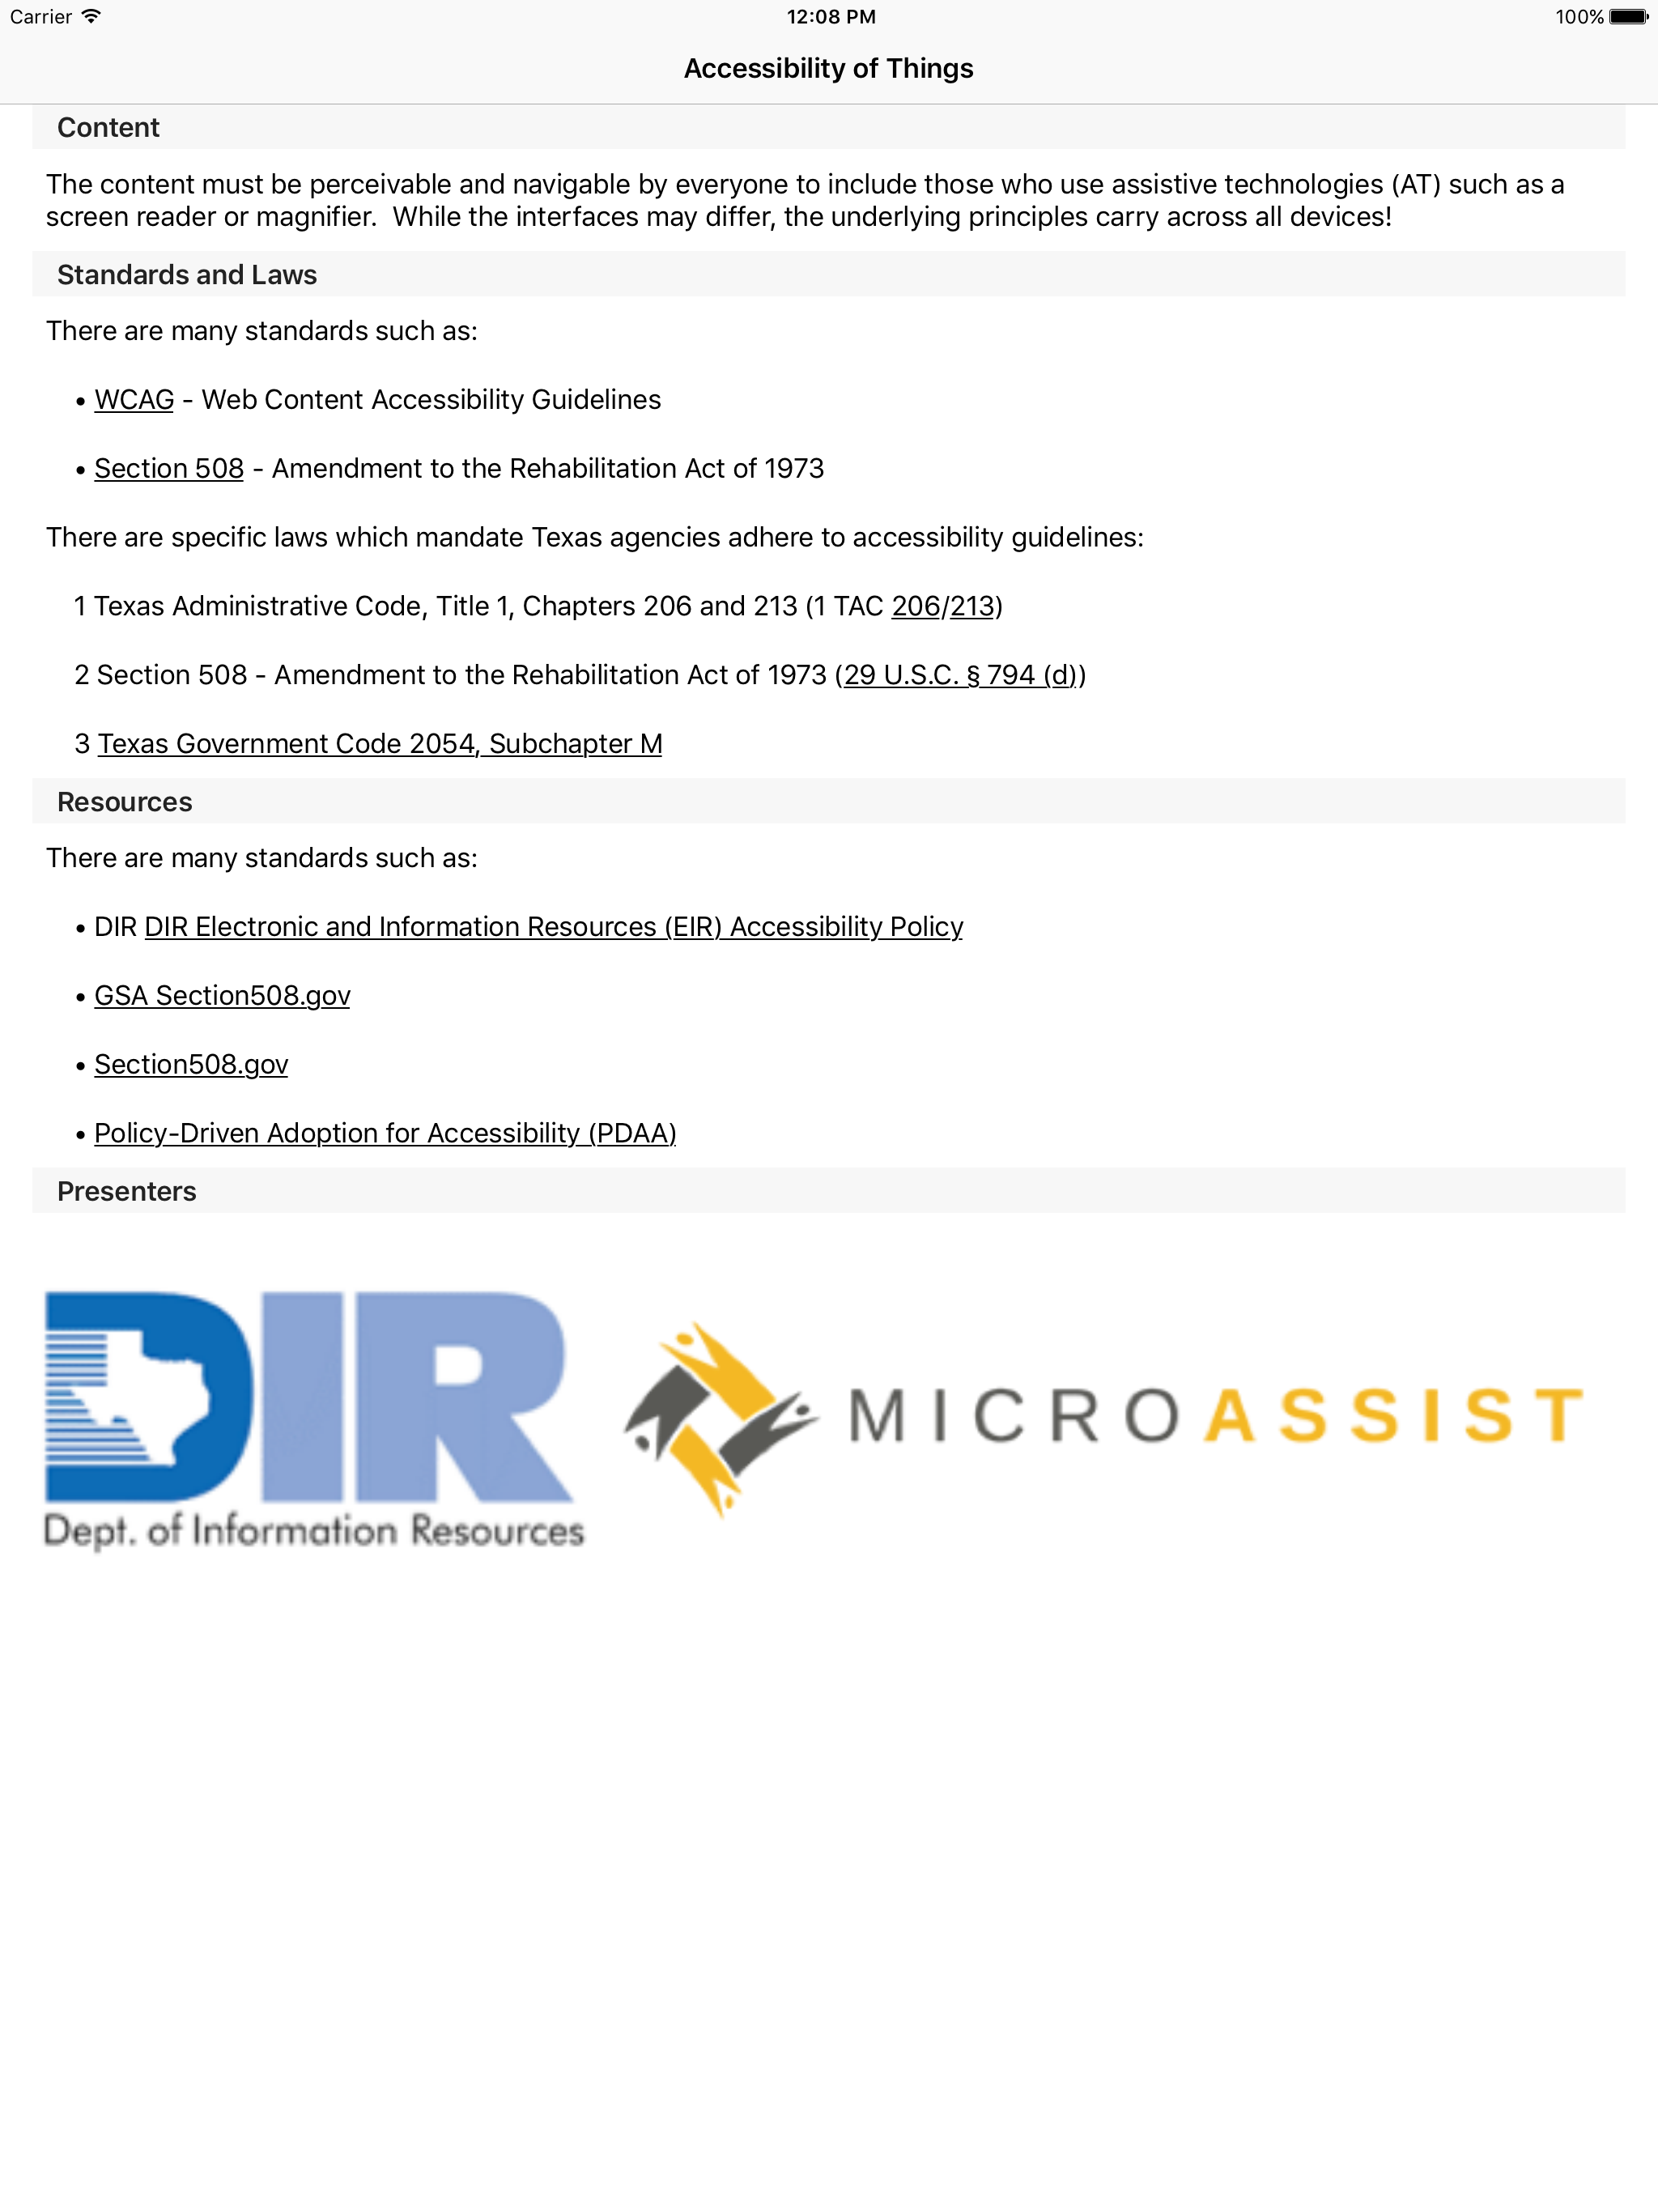 Carrier 12:08 PM 100%
Accessibility of Things
Content
The content must be perceivable and navigable by everyone to include those who use assistive technologies (AT) such as a
screen reader or magnifier.  While the interfaces may differ, the underlying principles carry across all devices!
Standards and Laws
There are many standards such as:
• WCAG - Web Content Accessibility Guidelines
• Section 508 - Amendment to the Rehabilitation Act of 1973
There are specific laws which mandate Texas agencies adhere to accessibility guidelines:
1 Texas Administrative Code, Title 1, Chapters 206 and 213 (1 TAC 206/213)
2 Section 508 - Amendment to the Rehabilitation Act of 1973 (29 U.S.C. § 794 (d))
3 Texas Government Code 2054, Subchapter M
Resources
There are many standards such as:
• DIR DIR Electronic and Information Resources (EIR) Accessibility Policy
• GSA Section508.gov
• Section508.gov
• Policy-Driven Adoption for Accessibility (PDAA)
Presenters
DIR
Dept. of Information Resources
MICROASSIST